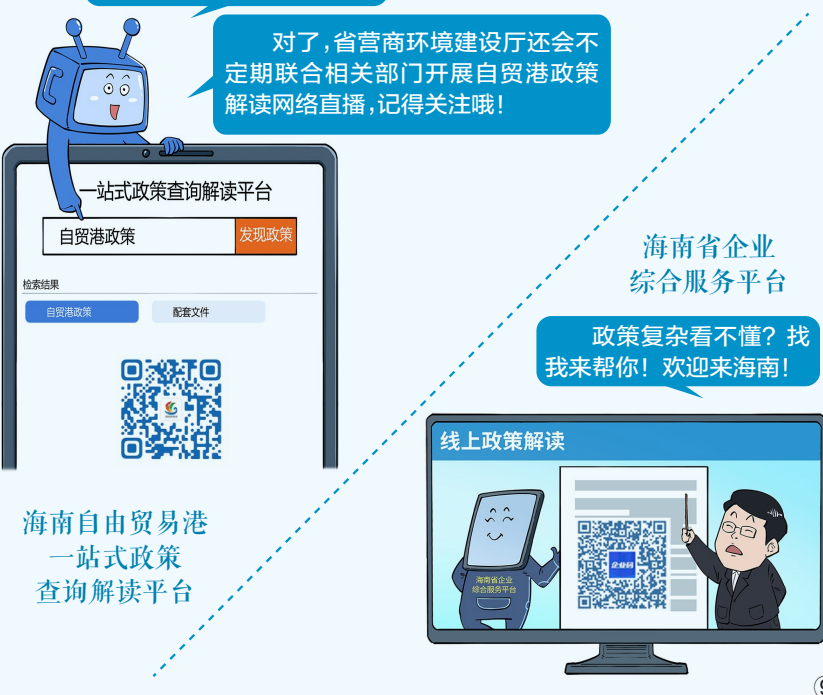 对了,省营商环境建设厅还会不
定期联合相关部门开展自贸港政策
解读网络直播,记得关注哦!
一站式政策查询解读平台
自贸港政策
发现政策
检索结果
自贸港政策
配套文件
海南自由贸易港
一站式政策
查询解读平台
海南省企业
综合服务平台
政策复杂看不懂?找
我来帮你!欢迎来海南!
线上政策解读
企业码
海南省企业
综合服务平台